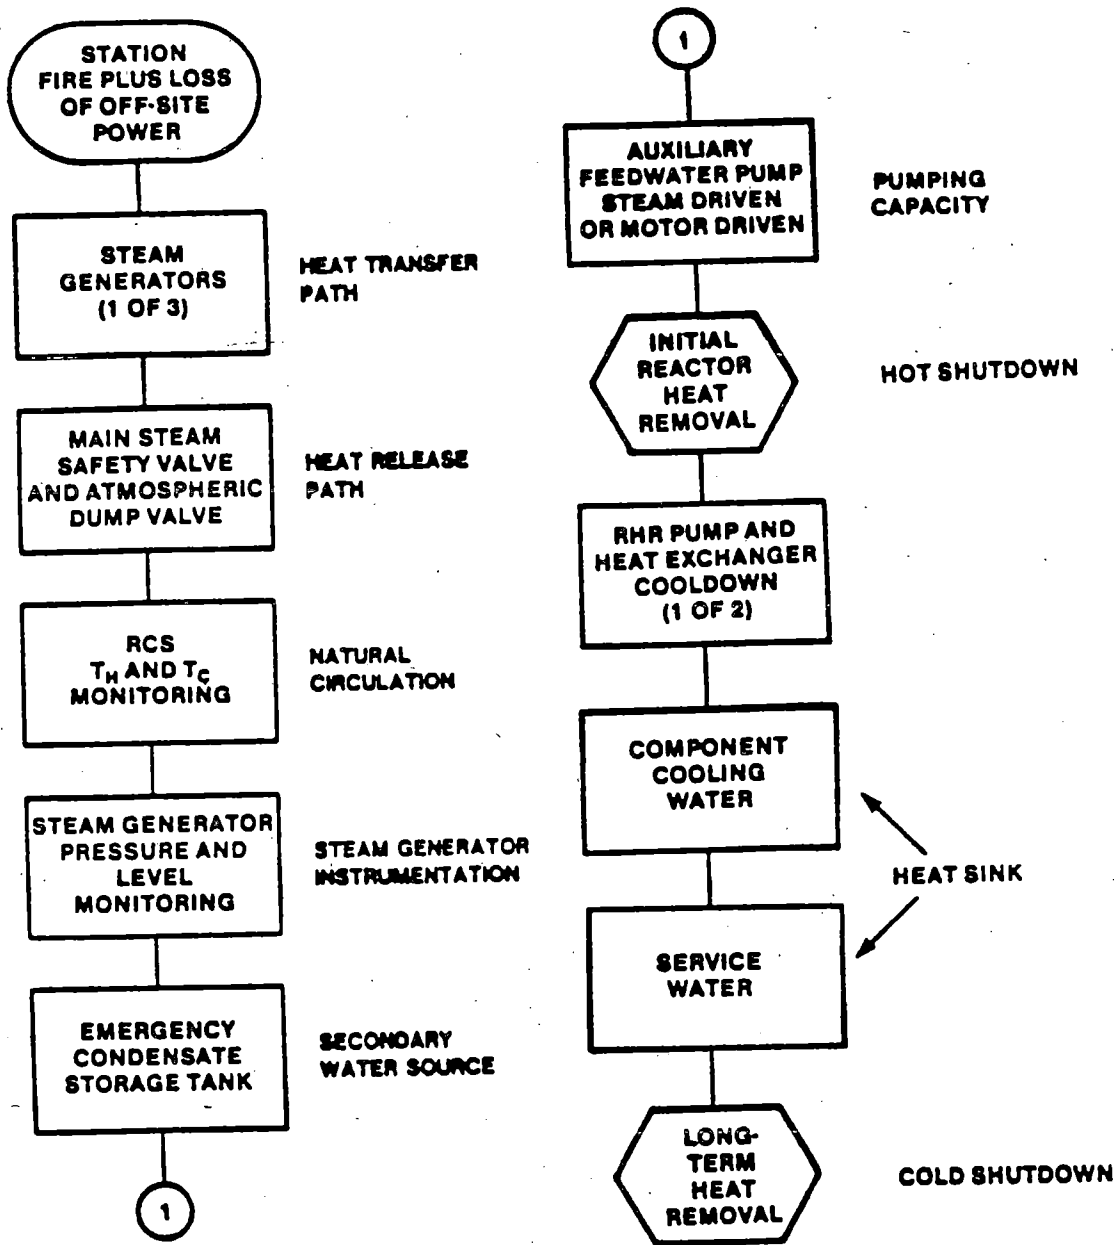 STATION
FIRE PLUS LOSS
OF OFF-SITE
POWER
STEAM
GENERATORS
(1 OF 3)
HEAT TRANSFER
PATH
MAIN STEAM
SAFETY VALVE
AND ATMOSPHERIC
DUMP VALVE
HEAT RELEASE
PATH
RCS
TH AND TC
MONITORING
NATURAL
CIRCULATION
STEAM GENERATOR
PRESSURE AND
LEVEL
MONITORING
STEAM GENERATOR
INSTRUMENTATION
EMERGENCY
CONDENSATE
STORAGE TANK
SECONDARY
WATER SOURCE
1
1
AUXILIARY
FEEDWATER PUMP
STEAM DRIVEN
OR MOTOR DRIVEN
PUMPING
CAPACITY
INITIAL
REACTOR
HEAT
REMOVAL
HOT SHUTDOWN
RHR PUMP AND
HEAT EXCHANGER
COOLDOWN
(1 OF 2)
COMPONENT
COOLING
WATER
HEAT SINK
SERVICE
WATER
LONG-
TERM
HEAT
REMOVAL
COLD SHUTDOWN